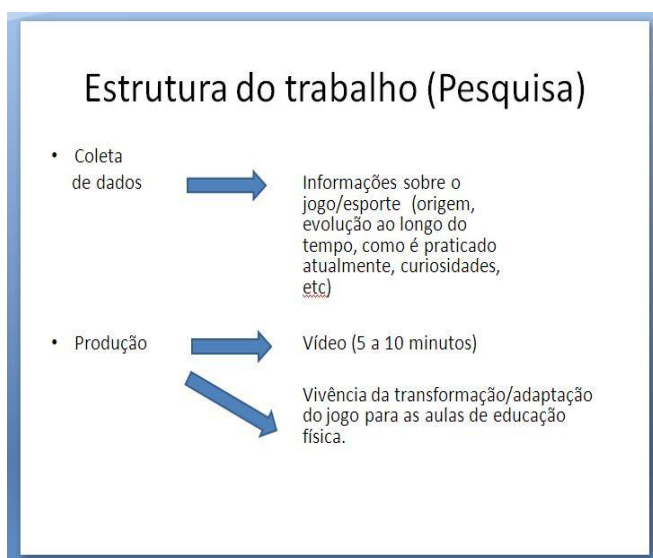 Estrutura do trabalho (Pesquisa)
• Coleta
de dados
Informações sobre o
jogo/esporte (origem,
evolução ao longo do
tempo, como é praticado
atualmente, curiosidades,
etc)
• Produção
Vídeo (5 a 10 minutos)
Vivência da transformação/adaptação
do jogo para as aulas de educação
física.